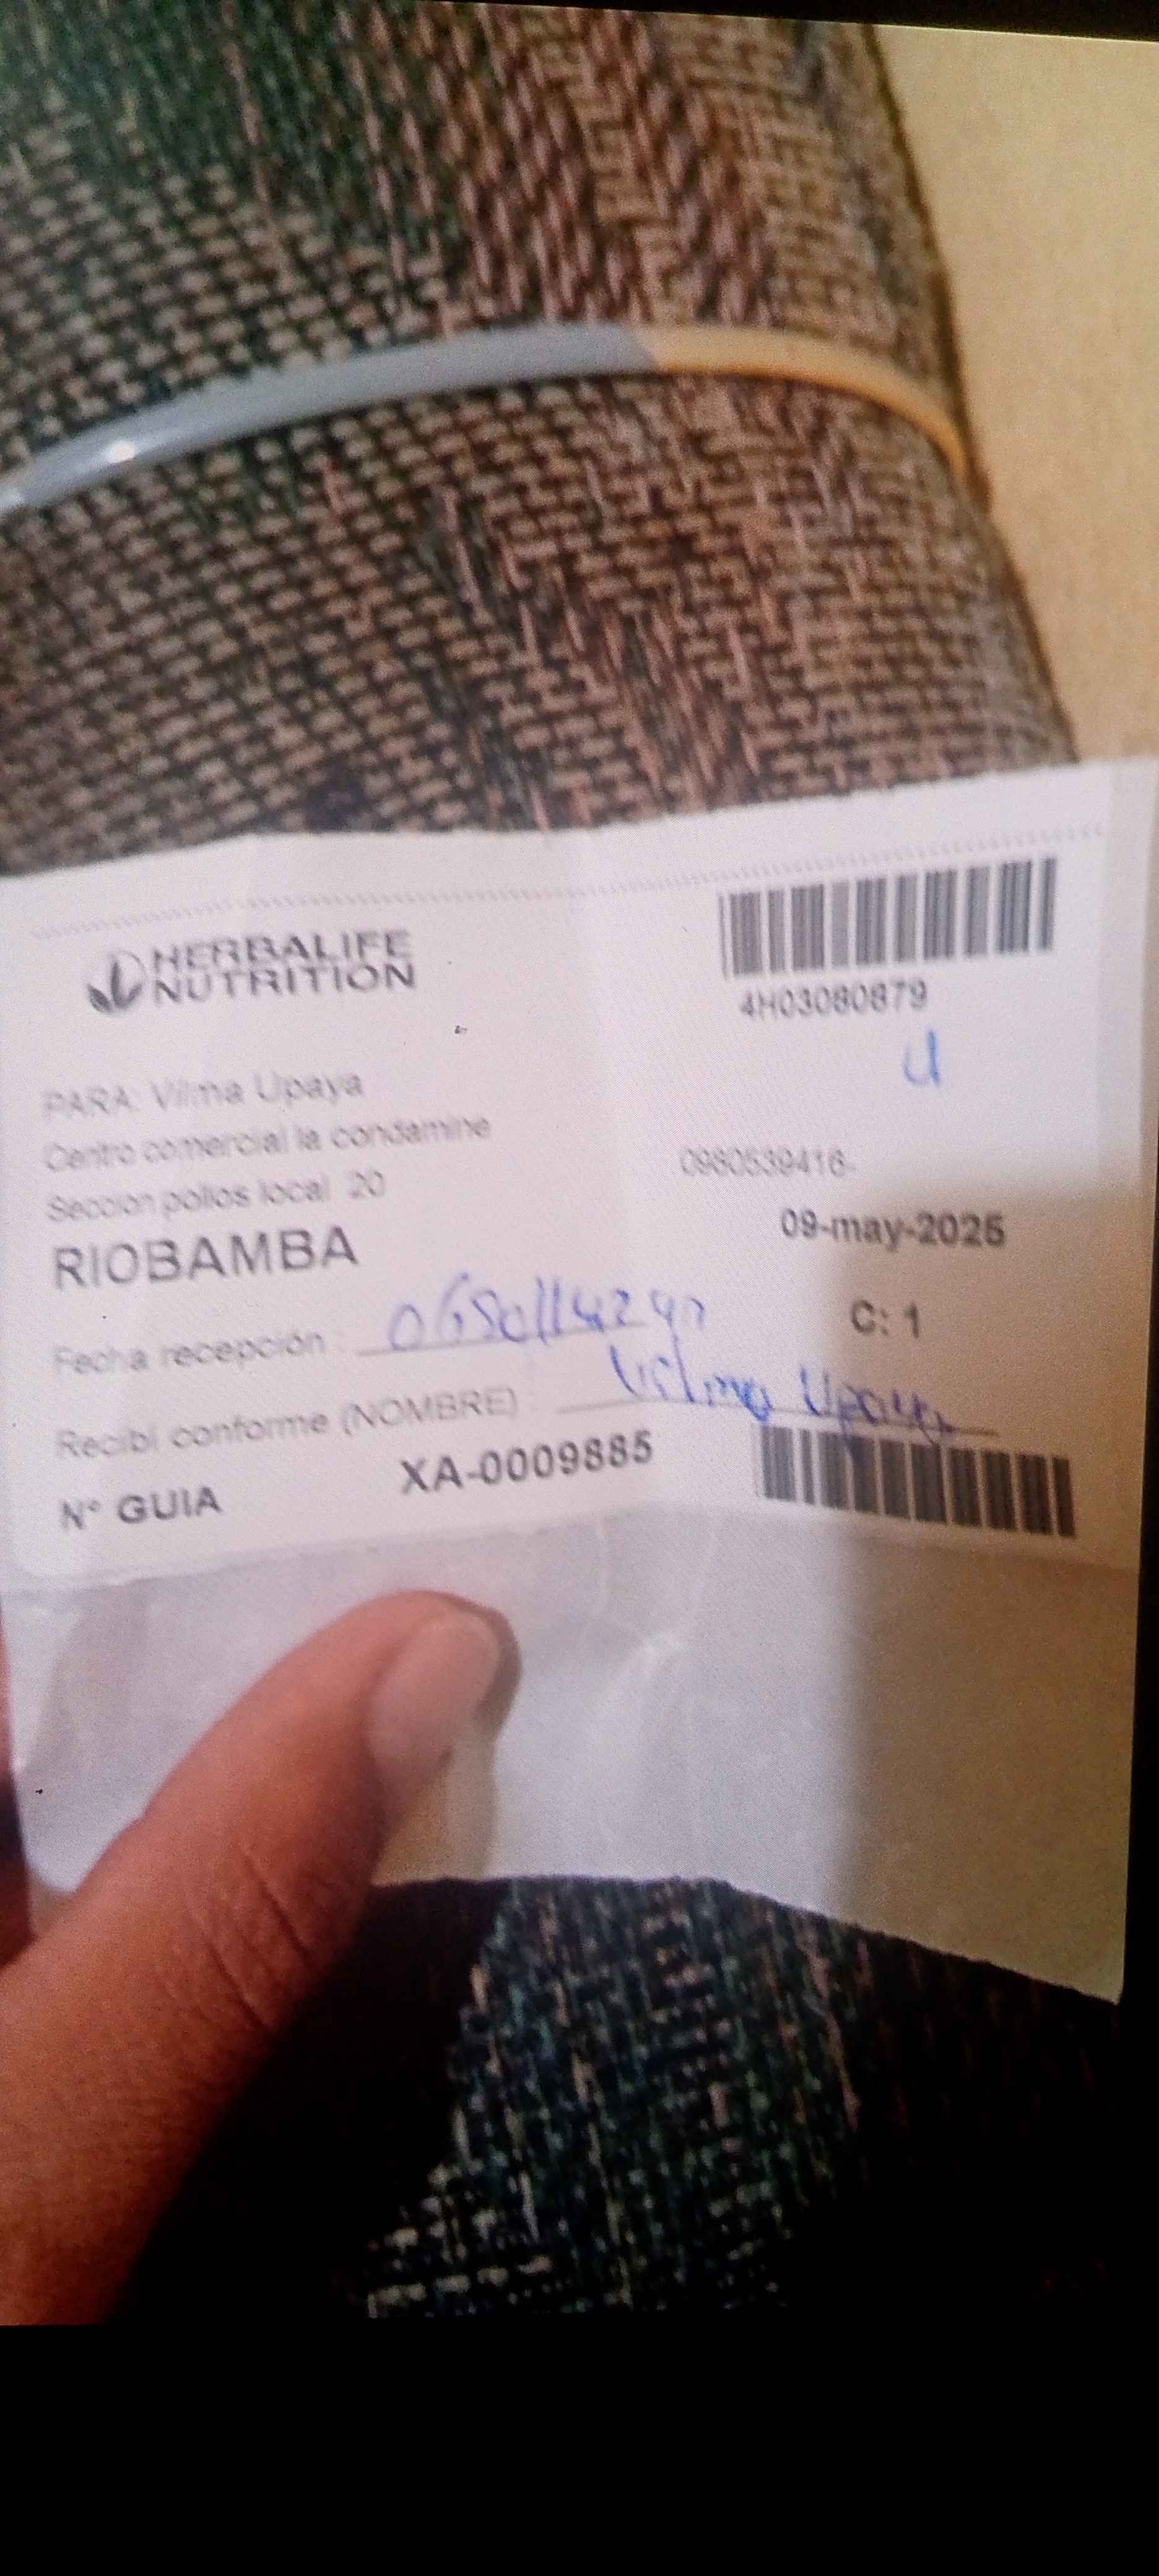 HERBALIFE
NUTRITION
4H03080879
PARA: Vilma Upaya
Centro comercial la condamine
Seccion pollos local 20
0980539416-
RIOBAMBA
09-may-2025
C: 1
Fecha recepción :
Recibí conforme (NOMBRE) : Vilma Upaya
N° GUIA XA-0009885